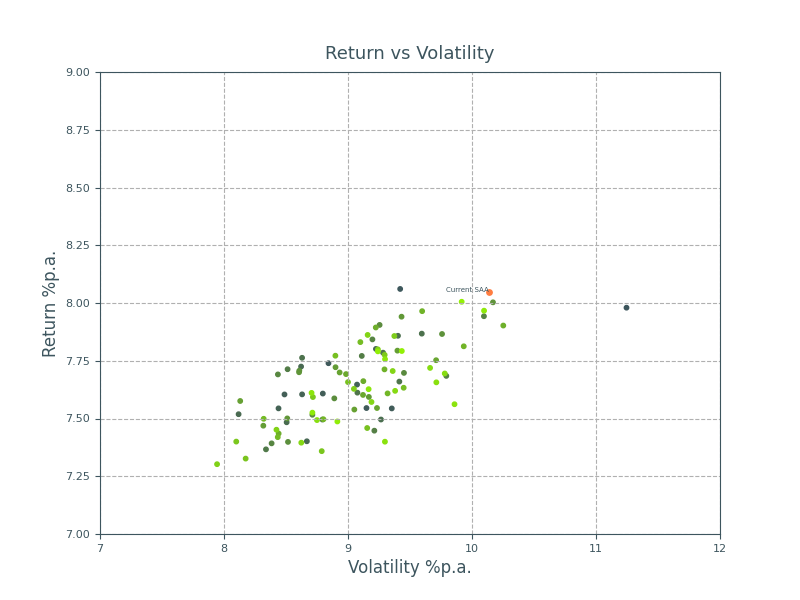 Return vs Volatility
9.00
8.75
8.50
8.25
8.00
7.75
7.50
7.25
7.00
Return %p.a.
Current SAA
7 8 9 10 11 12
Volatility %p.a.